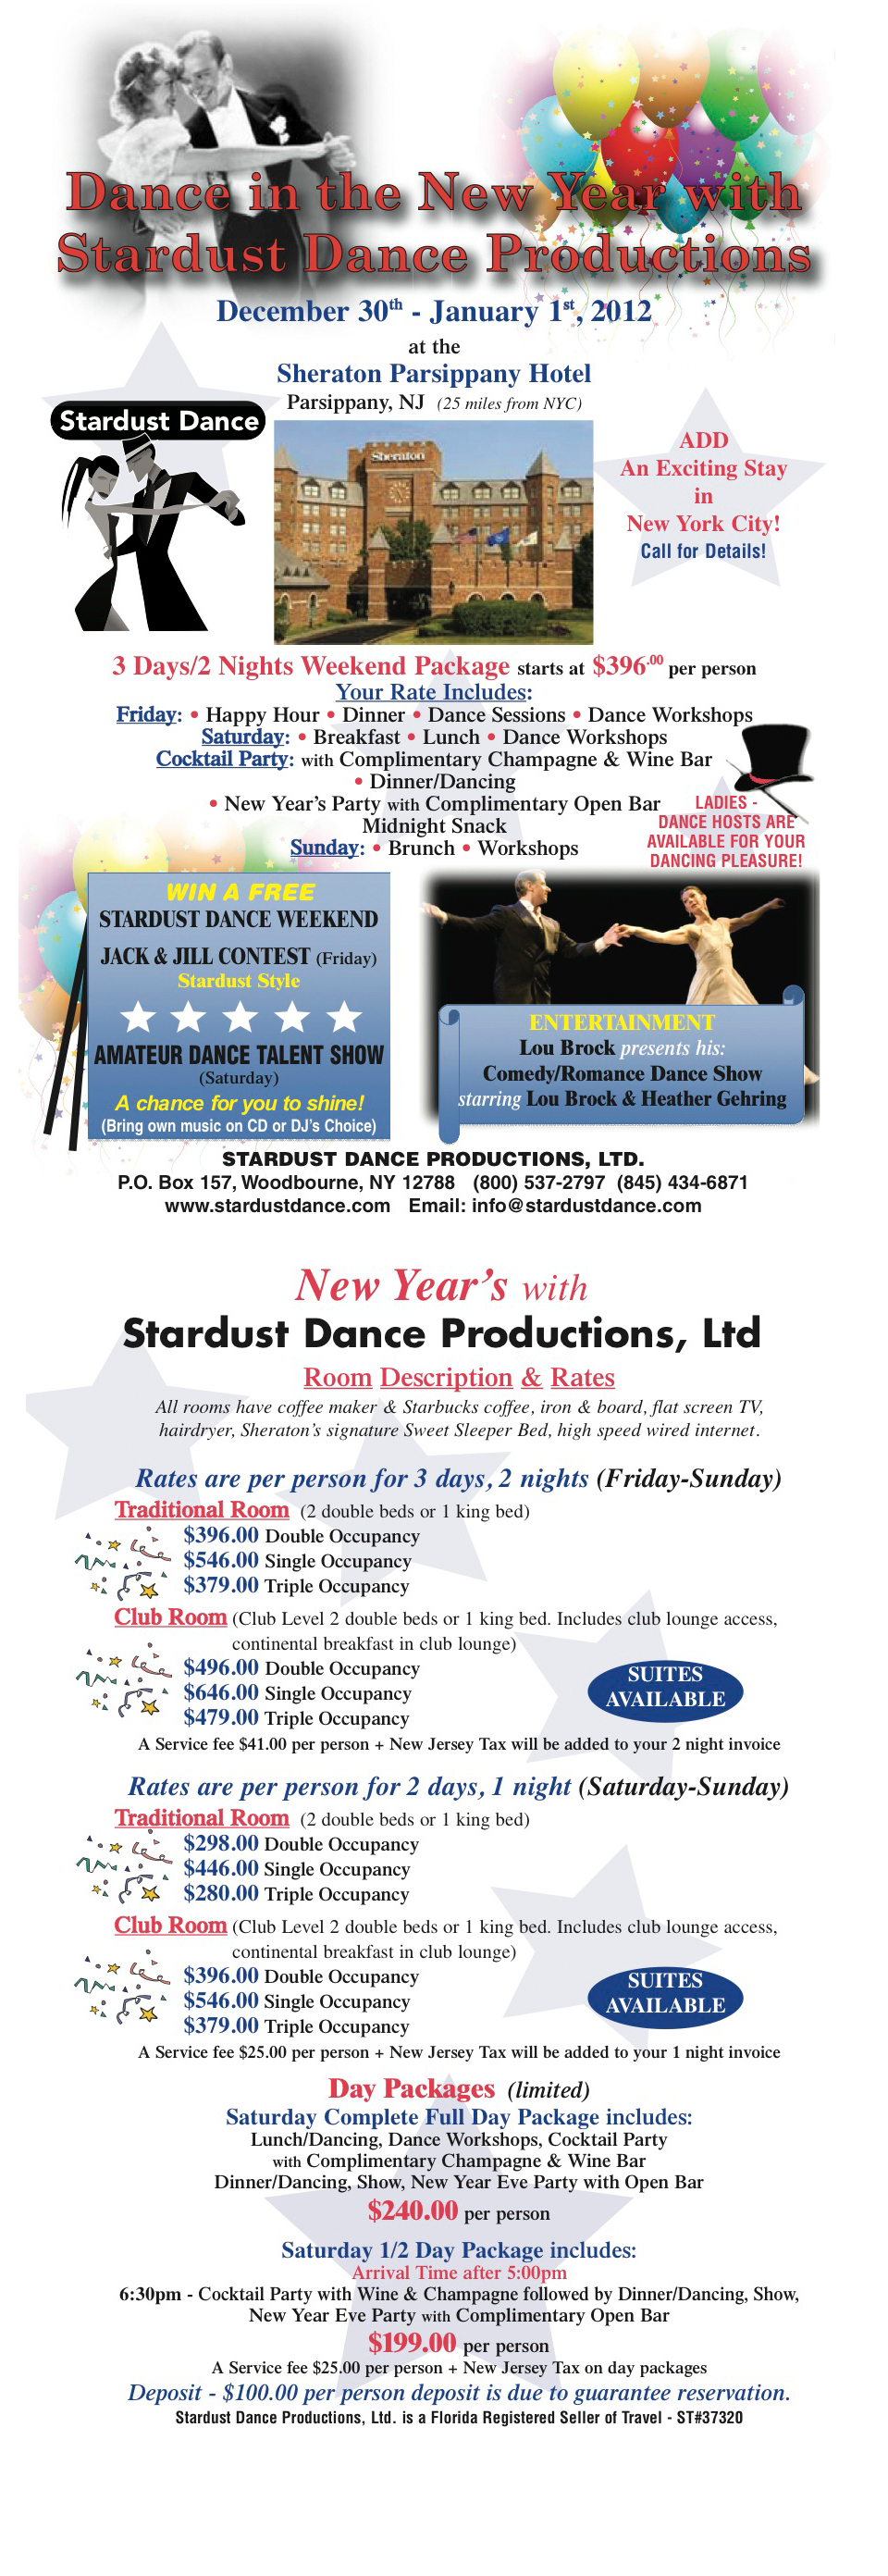 Dance in the New Year with
Stardust Dance Productions
December 30th - January 1st, 2012
at the
Sheraton Parsippany Hotel
Parsippany, NJ (25 miles from NYC)
Stardust Dance
Sheraton
ADD
An Exciting Stay
in
New York City!
Call for Details!
3 Days/2 Nights Weekend Package starts at $396.00 per person
Your Rate Includes:
Friday: • Happy Hour • Dinner • Dance Sessions • Dance Workshops
Saturday: • Breakfast • Lunch • Dance Workshops
Cocktail Party: with Complimentary Champagne & Wine Bar
• Dinner/Dancing
• New Year's Party with Complimentary Open Bar
Midnight Snack
Sunday: • Brunch • Workshops
LADIES -
DANCE HOSTS ARE
AVAILABLE FOR YOUR
DANCING PLEASURE!
WIN A FREE
STARDUST DANCE WEEKEND
JACK & JILL CONTEST (Friday)
Stardust Style
AMATEUR DANCE TALENT SHOW
(Saturday)
A chance for you to shine!
(Bring own music on CD or DJ's Choice)
ENTERTAINMENT
Lou Brock presents his:
Comedy/Romance Dance Show
starring Lou Brock & Heather Gehring
STARDUST DANCE PRODUCTIONS, LTD.
P.O. Box 157, Woodbourne, NY 12788 (800) 537-2797 (845) 434-6871
www.stardustdance.com Email: info@stardustdance.com
New Year's with
Stardust Dance Productions, Ltd
Room Description & Rates
All rooms have coffee maker & Starbucks coffee, iron & board, flat screen TV,
hairdryer, Sheraton's signature Sweet Sleeper Bed, high speed wired internet.
Rates are per person for 3 days, 2 nights (Friday-Sunday)
Traditional Room (2 double beds or 1 king bed)
$396.00 Double Occupancy
$546.00 Single Occupancy
$379.00 Triple Occupancy
Club Room (Club Level 2 double beds or 1 king bed. Includes club lounge access,
continental breakfast in club lounge)
$496.00 Double Occupancy
$646.00 Single Occupancy
$479.00 Triple Occupancy
SUITES
AVAILABLE
A Service fee $41.00 per person + New Jersey Tax will be added to your 2 night invoice
Rates are per person for 2 days, 1 night (Saturday-Sunday)
Traditional Room (2 double beds or 1 king bed)
$298.00 Double Occupancy
$446.00 Single Occupancy
$280.00 Triple Occupancy
Club Room (Club Level 2 double beds or 1 king bed. Includes club lounge access,
continental breakfast in club lounge)
$396.00 Double Occupancy
$546.00 Single Occupancy
$379.00 Triple Occupancy
SUITES
AVAILABLE
A Service fee $25.00 per person + New Jersey Tax will be added to your 1 night invoice
Day Packages (limited)
Saturday Complete Full Day Package includes:
Lunch/Dancing, Dance Workshops, Cocktail Party
with Complimentary Champagne & Wine Bar
Dinner/Dancing, Show, New Year Eve Party with Open Bar
$240.00 per person
Saturday 1/2 Day Package includes:
Arrival Time after 5:00pm
6:30pm - Cocktail Party with Wine & Champagne followed by Dinner/Dancing, Show,
New Year Eve Party with Complimentary Open Bar
$199.00 per person
A Service fee $25.00 per person + New Jersey Tax on day packages
Deposit - $100.00 per person deposit is due to guarantee reservation.
Stardust Dance Productions, Ltd. is a Florida Registered Seller of Travel - ST#37320